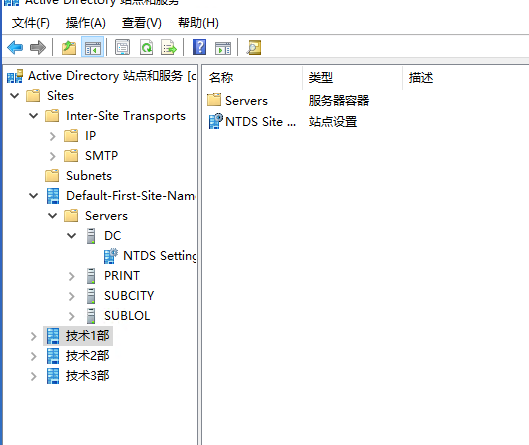 Active Directory 站点和服务
文件(F) 操作(A) 查看(V) 帮助(H)
Active Directory 站点和服务 [c
名称 类型 描述
Sites
Servers 服务器容器
Inter-Site Transports
NTDS Site ... 站点设置
IP
SMTP
Subnets
Default-First-Site-Name
Servers
DC
NTDS Setting
PRINT
SUBCITY
SUBLOL
技术1部
技术2部
技术3部